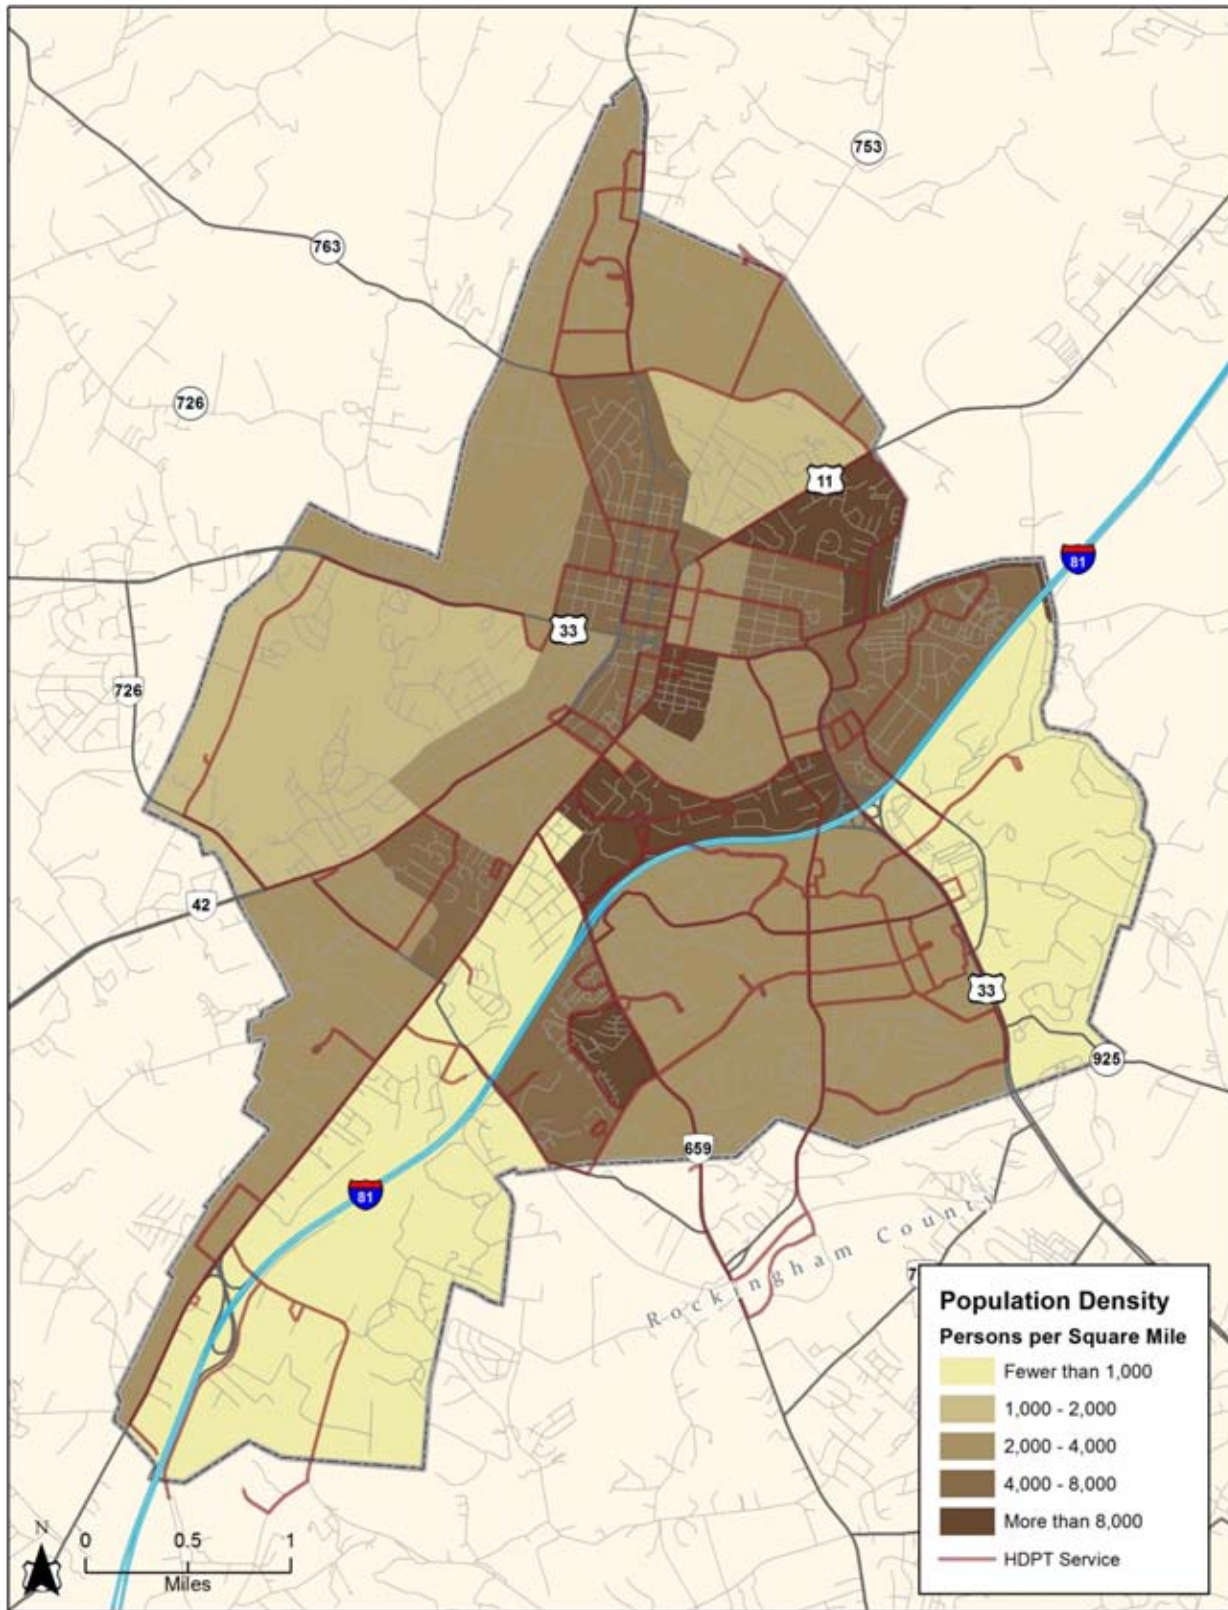 753
763
726
11
81
33
726
42
33
925
659
81
Rockingham County
7
Population Density
Persons per Square Mile
Fewer than 1,000
1,000 - 2,000
2,000 - 4,000
4,000 - 8,000
More than 8,000
HDPT Service
N
0 0.5 1
Miles